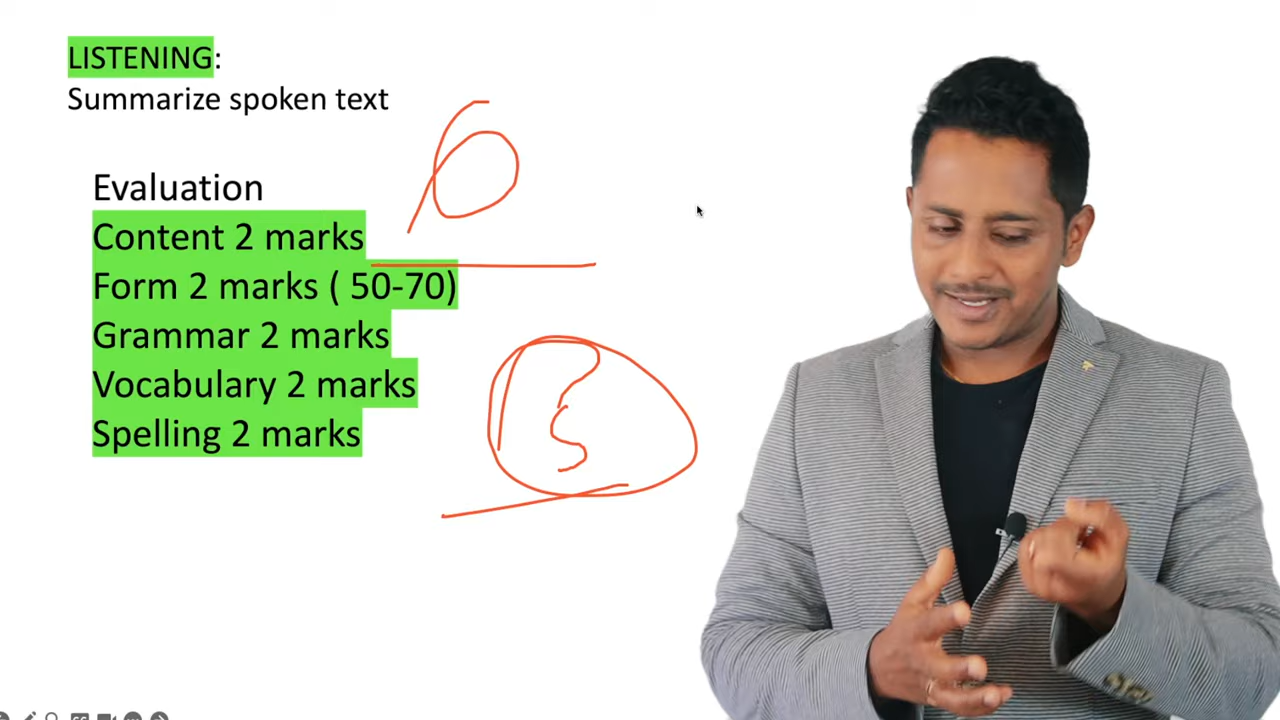 LISTENING:
Summarize spoken text
6
Evaluation
Content 2 marks
Form 2 marks ( 50-70)
Grammar 2 marks
Vocabulary 2 marks
Spelling 2 marks